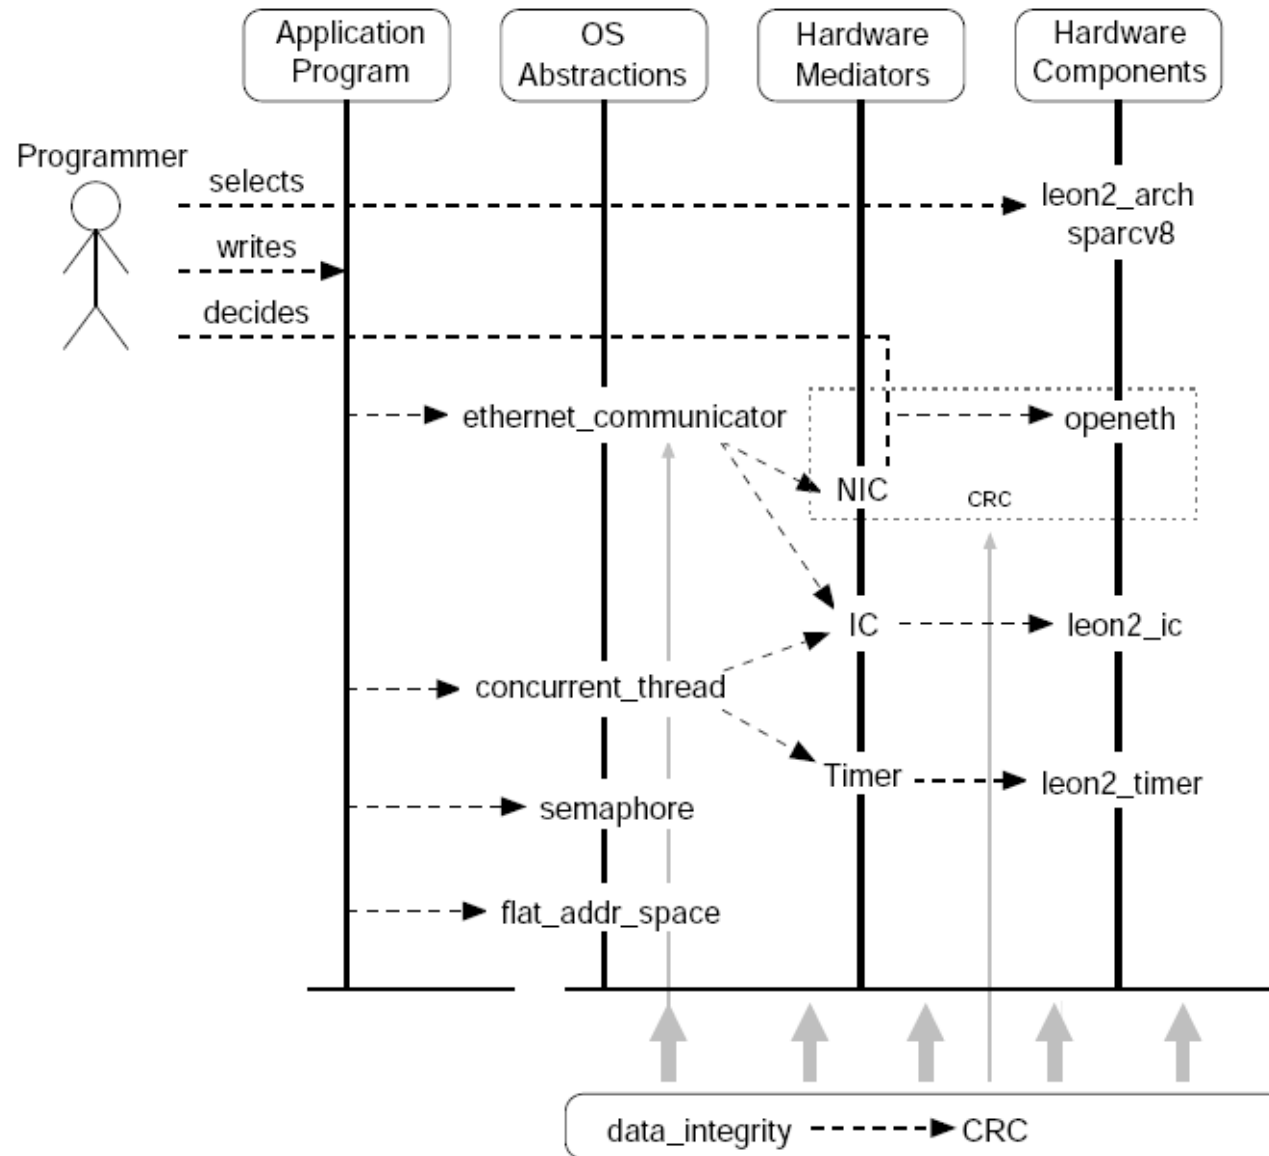 Application
Program
OS
Abstractions
Hardware
Mediators
Hardware
Components
Programmer
selects
leon2_arch
sparcv8
writes
decides
ethernet_communicator
openeth
NIC
CRC
IC
leon2_ic
concurrent_thread
Timer
leon2_timer
semaphore
flat_addr_space
data_integrity
CRC